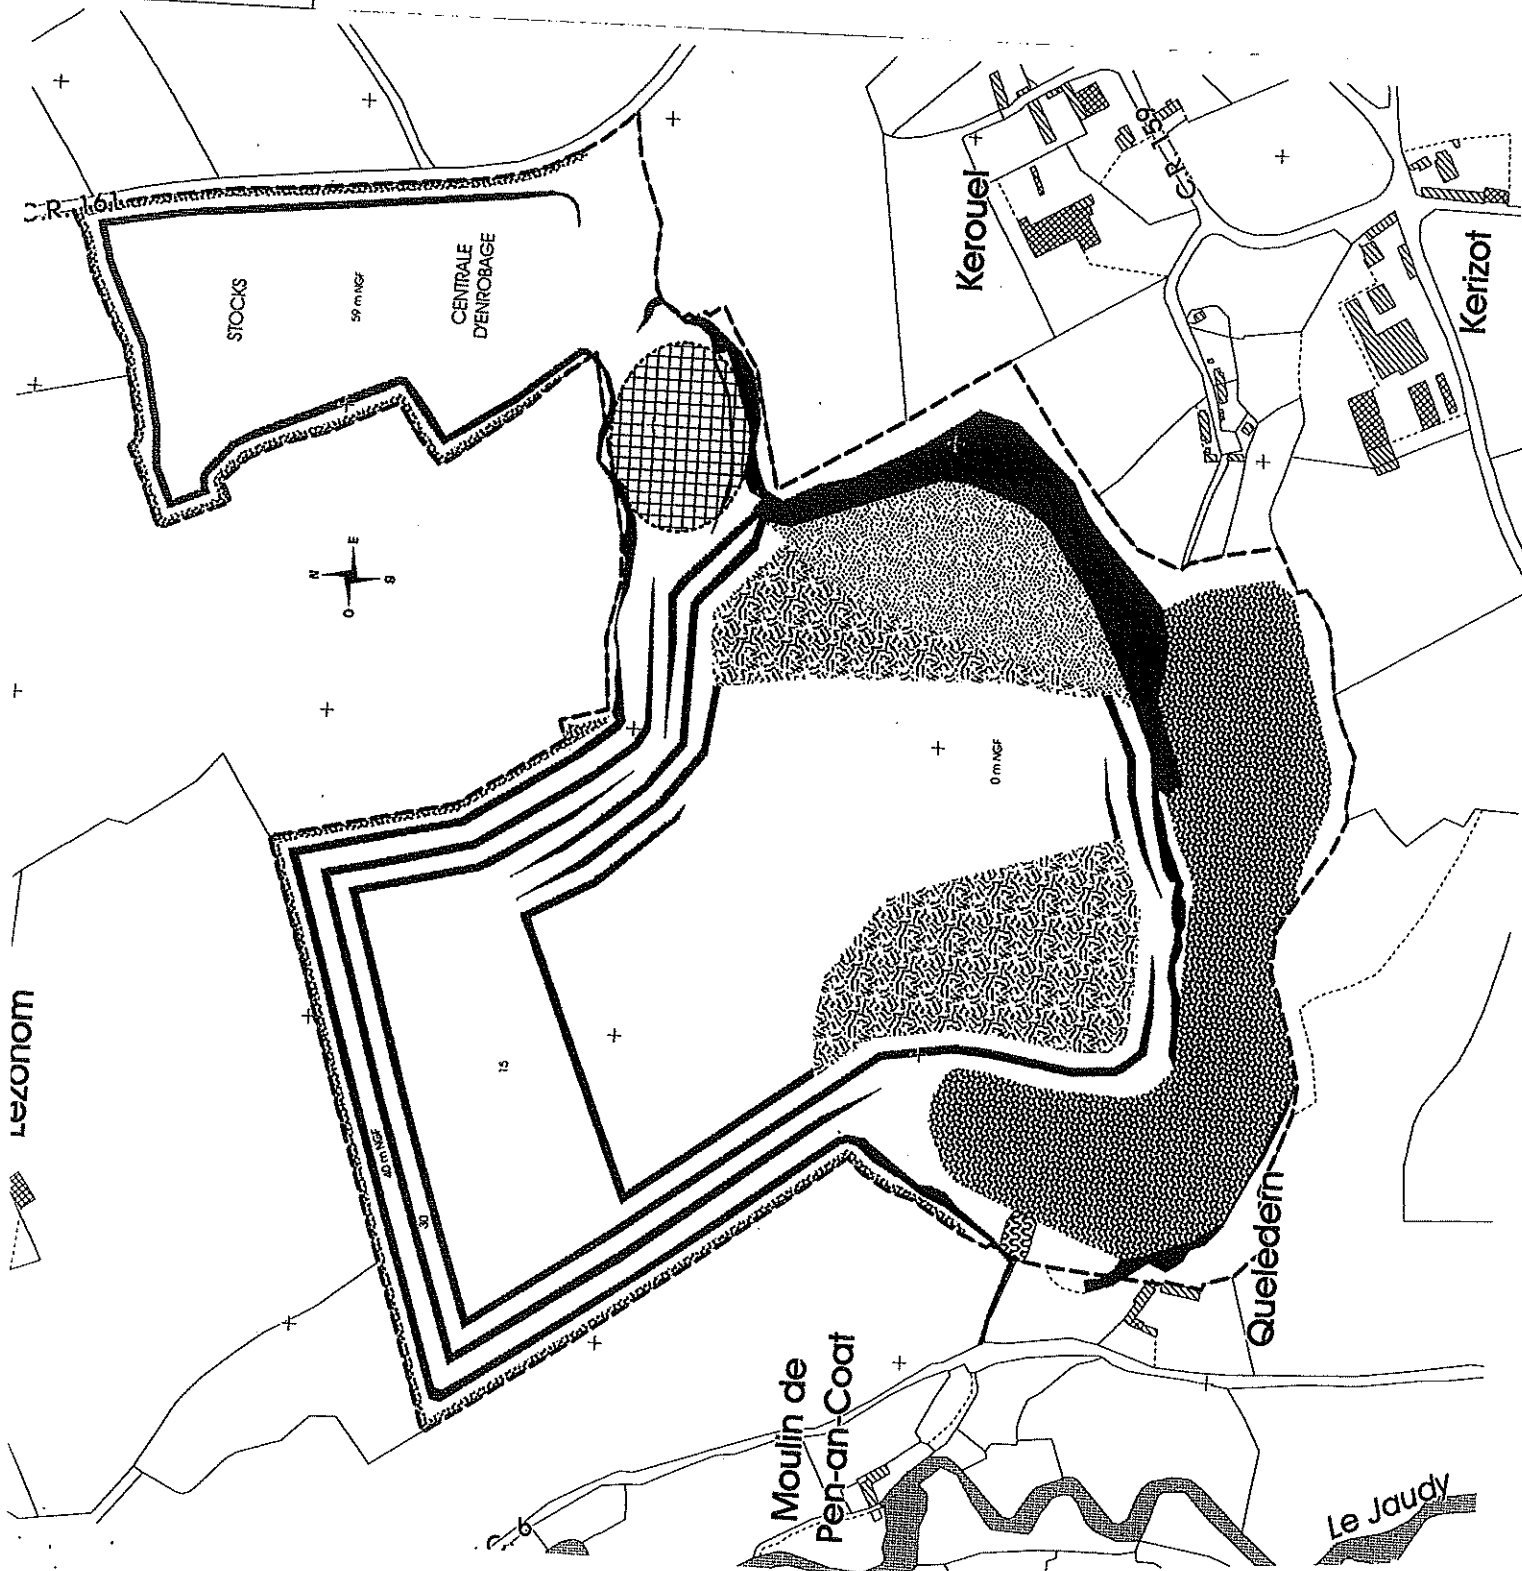 C.R. 161
STOCKS
59 m NGF
CENTRALE
D'ENROBAGE
Kerouel
C R 159
Kerizot
N
E
S
O
0 m NGF
Lezonom
15
40 m NGF
30
Moulin de
Pen-an-Coat
Queledern
Le Jaudy